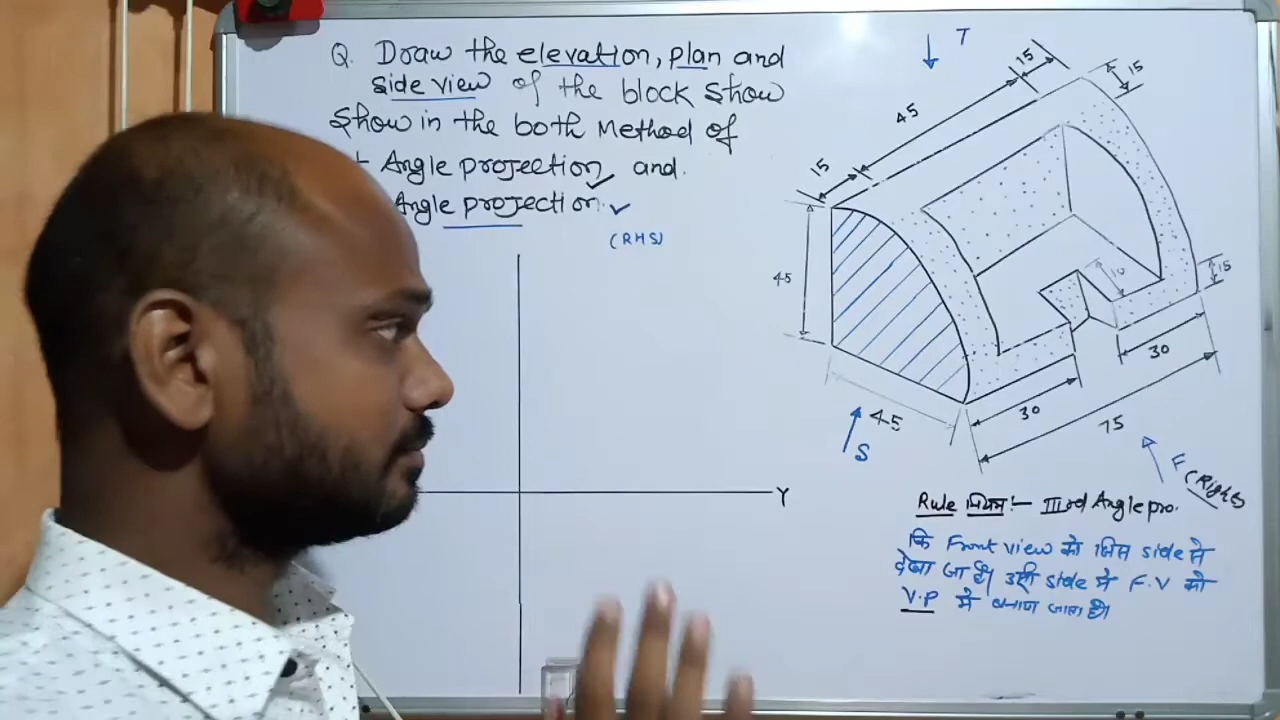 Q. Draw the elevation, plan and
side view of the block show
show in the both Method of
Angle projection and.
Angle projection
(RHS)
T
15
15
45
15
45
10
15
30
30
75
45
S
F
(Right)
Y
Rule नियम:- IIIrd Angle pro.
कि Front view को जिस side से
देखा जाता है। उसी side में F.V को
V.P में बनाया जाता है।